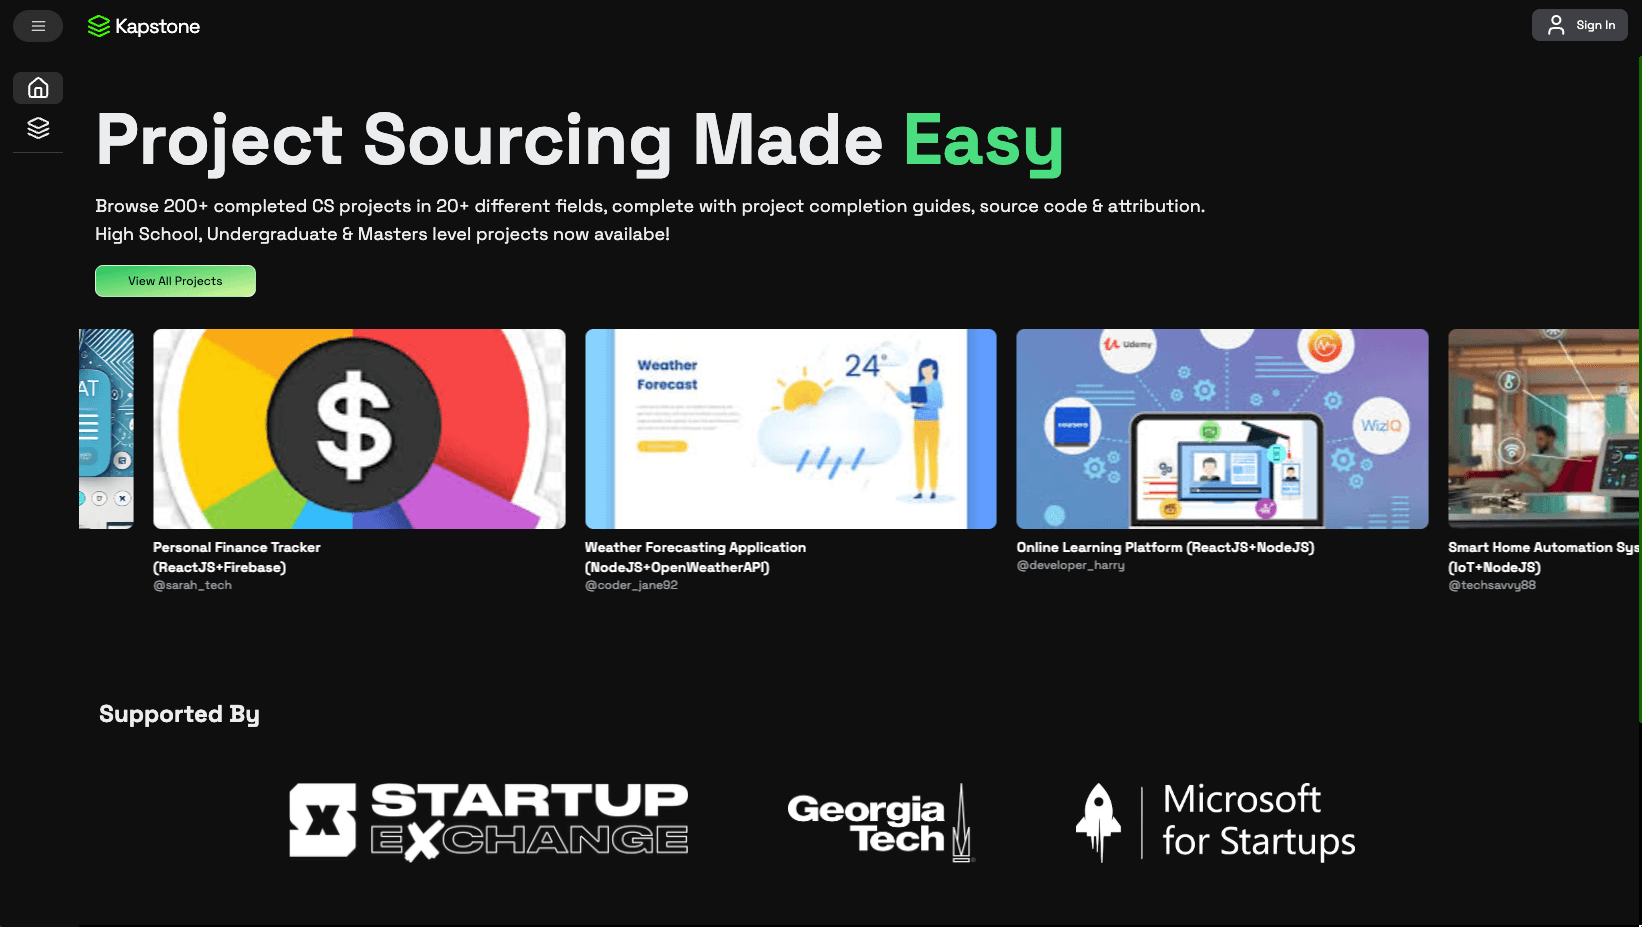 Kapstone
Sign In
Project Sourcing Made Easy
Browse 200+ completed CS projects in 20+ different fields, complete with project completion guides, source code & attribution.
High School, Undergraduate & Masters level projects now availabe!
View All Projects
AT
$
Weather
Forecast
24°
Udemy
coursera
WizIQ
Personal Finance Tracker
(ReactJS+Firebase)
@sarah_tech
Weather Forecasting Application
(NodeJS+OpenWeatherAPI)
@coder_jane92
Online Learning Platform (ReactJS+NodeJS)
@developer_harry
Smart Home Automation Sys
(IoT+NodeJS)
@techsavvy88
Supported By
X STARTUP
EXCHANGE
Georgia
Tech
Microsoft
for Startups